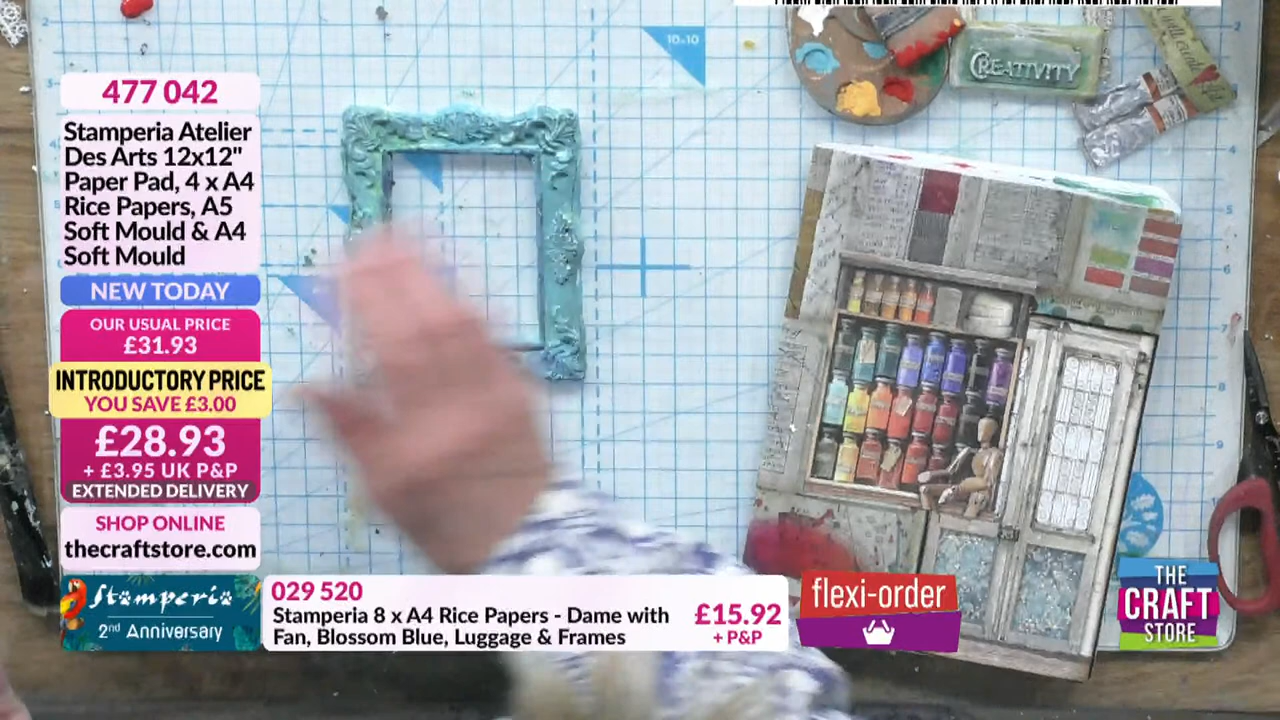 10x10
CREATIVITY
477 042
Stamperia Atelier
Des Arts 12x12"
Paper Pad, 4 x A4
Rice Papers, A5
Soft Mould & A4
Soft Mould
NEW TODAY
OUR USUAL PRICE
£31.93
INTRODUCTORY PRICE
YOU SAVE £3.00
£28.93
+ £3.95 UK P&P
EXTENDED DELIVERY
SHOP ONLINE
thecraftstore.com
Stamperia
2nd Anniversary
029 520
Stamperia 8 x A4 Rice Papers - Dame with
Fan, Blossom Blue, Luggage & Frames
£15.92
+ P&P
flexi-order
THE
CRAFT
STORE